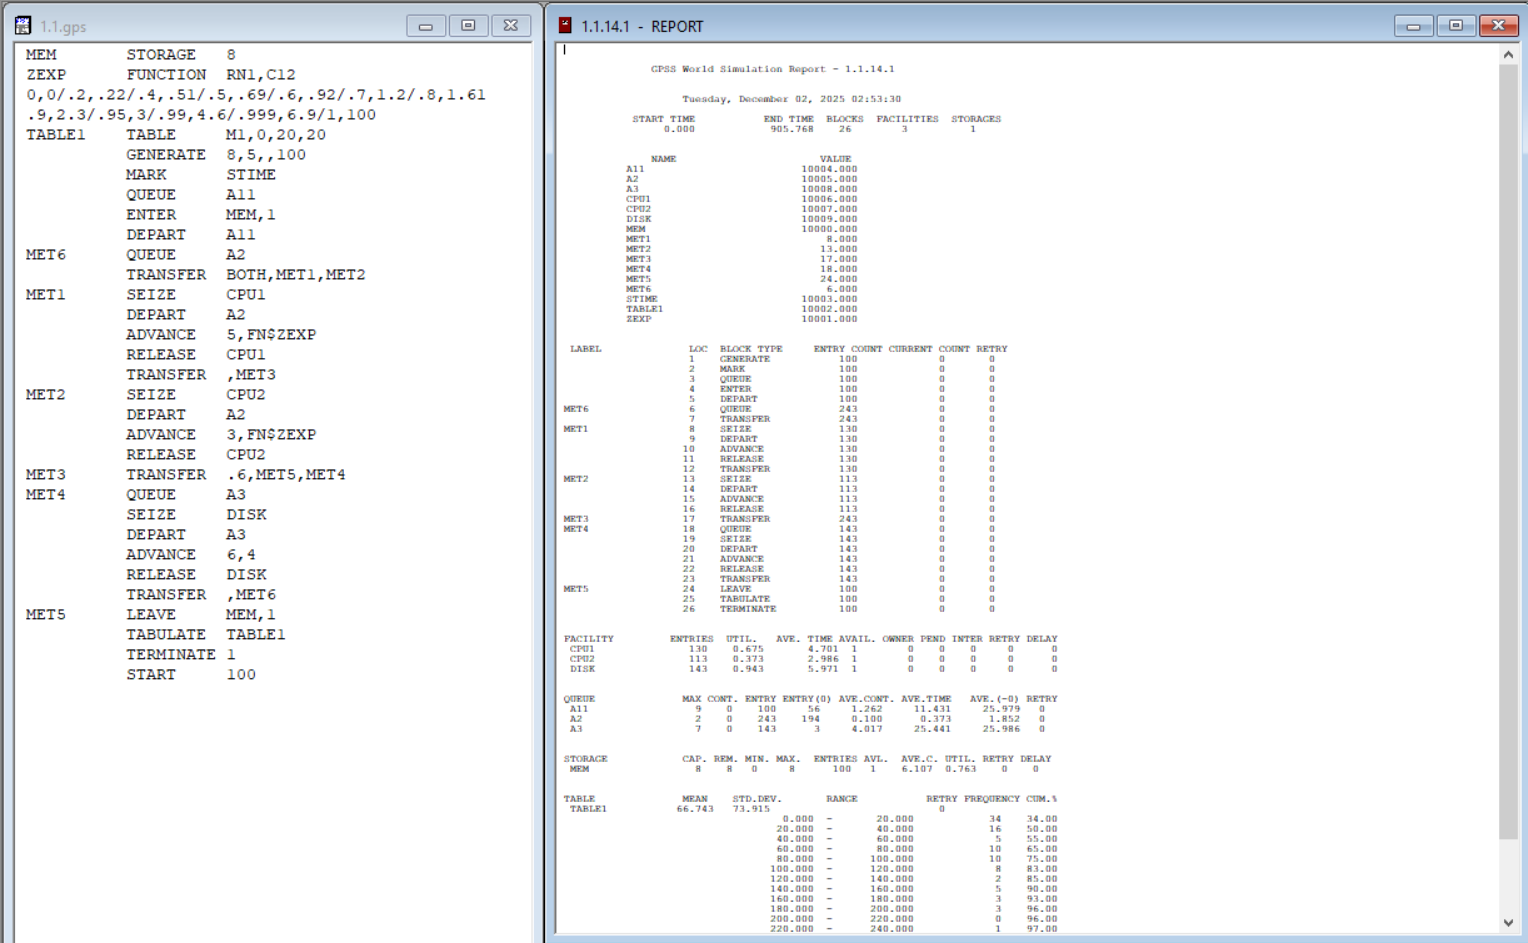 1.1.gps
MEM STORAGE 8
ZEXP FUNCTION RN1,C12
0,0/.2,.22/.4,.51/.5,.69/.6,.92/.7,1.2/.8,1.61
.9,2.3/.95,3/.99,4.6/.999,6.9/1,100
TABLE1 TABLE M1,0,20,20
GENERATE 8,5,,100
MARK STIME
QUEUE A11
ENTER MEM,1
DEPART A11
MET6 QUEUE A2
TRANSFER BOTH,MET1,MET2
MET1 SEIZE CPU1
DEPART A2
ADVANCE 5,FN$ZEXP
RELEASE CPU1
TRANSFER ,MET3
MET2 SEIZE CPU2
DEPART A2
ADVANCE 3,FN$ZEXP
RELEASE CPU2
MET3 TRANSFER .6,MET5,MET4
MET4 QUEUE A3
SEIZE DISK
DEPART A3
ADVANCE 6,4
RELEASE DISK
TRANSFER ,MET6
MET5 LEAVE MEM,1
TABULATE TABLE1
TERMINATE 1
START 100
1.1.14.1 - REPORT
GPSS World Simulation Report - 1.1.14.1
Tuesday, December 02, 2025 02:53:30
START TIME END TIME BLOCKS FACILITIES STORAGES
0.000 905.768 26 3 1
NAME VALUE
A11 10004.000
A2 10005.000
A3 10008.000
CPU1 10006.000
CPU2 10007.000
DISK 10009.000
MEM 10000.000
MET1 8.000
MET2 13.000
MET3 17.000
MET4 18.000
MET5 24.000
MET6 6.000
STIME 10003.000
TABLE1 10002.000
ZEXP 10001.000
LABEL LOC BLOCK TYPE ENTRY COUNT CURRENT COUNT RETRY
1 GENERATE 100 0 0
2 MARK 100 0 0
3 QUEUE 100 0 0
4 ENTER 100 0 0
5 DEPART 100 0 0
MET6 6 QUEUE 243 0 0
7 TRANSFER 243 0 0
MET1 8 SEIZE 130 0 0
9 DEPART 130 0 0
10 ADVANCE 130 0 0
11 RELEASE 130 0 0
12 TRANSFER 130 0 0
MET2 13 SEIZE 113 0 0
14 DEPART 113 0 0
15 ADVANCE 113 0 0
16 RELEASE 113 0 0
MET3 17 TRANSFER 243 0 0
MET4 18 QUEUE 143 0 0
19 SEIZE 143 0 0
20 DEPART 143 0 0
21 ADVANCE 143 0 0
22 RELEASE 143 0 0
23 TRANSFER 143 0 0
MET5 24 LEAVE 100 0 0
25 TABULATE 100 0 0
26 TERMINATE 100 0 0
FACILITY ENTRIES UTIL. AVE. TIME AVAIL. OWNER PEND INTER RETRY DELAY
CPU1 130 0.675 4.701 1 0 0 0 0 0
CPU2 113 0.373 2.986 1 0 0 0 0 0
DISK 143 0.943 5.971 1 0 0 0 0 0
QUEUE MAX CONT. ENTRY ENTRY(0) AVE.CONT. AVE.TIME AVE.(-0) RETRY
A11 9 0 100 56 1.262 11.431 25.979 0
A2 2 0 243 194 0.100 0.373 1.852 0
A3 7 0 143 3 4.017 25.441 25.986 0
STORAGE CAP. REM. MIN. MAX. ENTRIES AVL. AVE.C. UTIL. RETRY DELAY
MEM 8 8 0 8 100 1 6.107 0.763 0 0
TABLE MEAN STD.DEV. RANGE RETRY FREQUENCY CUM.%
TABLE1 66.743 73.915 0
0.000 - 20.000 34 34.00
20.000 - 40.000 16 50.00
40.000 - 60.000 5 55.00
60.000 - 80.000 10 65.00
80.000 - 100.000 10 75.00
100.000 - 120.000 8 83.00
120.000 - 140.000 2 85.00
140.000 - 160.000 5 90.00
160.000 - 180.000 3 93.00
180.000 - 200.000 3 96.00
200.000 - 220.000 0 96.00
220.000 - 240.000 1 97.00